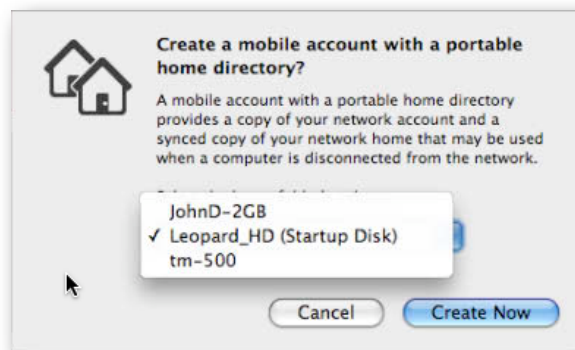 Create a mobile account with a portable
home directory?
A mobile account with a portable home directory
provides a copy of your network account and a
synced copy of your network home that may be used
when a computer is disconnected from the network.
JohnD-2GB
✓ Leopard_HD (Startup Disk)
tm-500
Cancel
Create Now